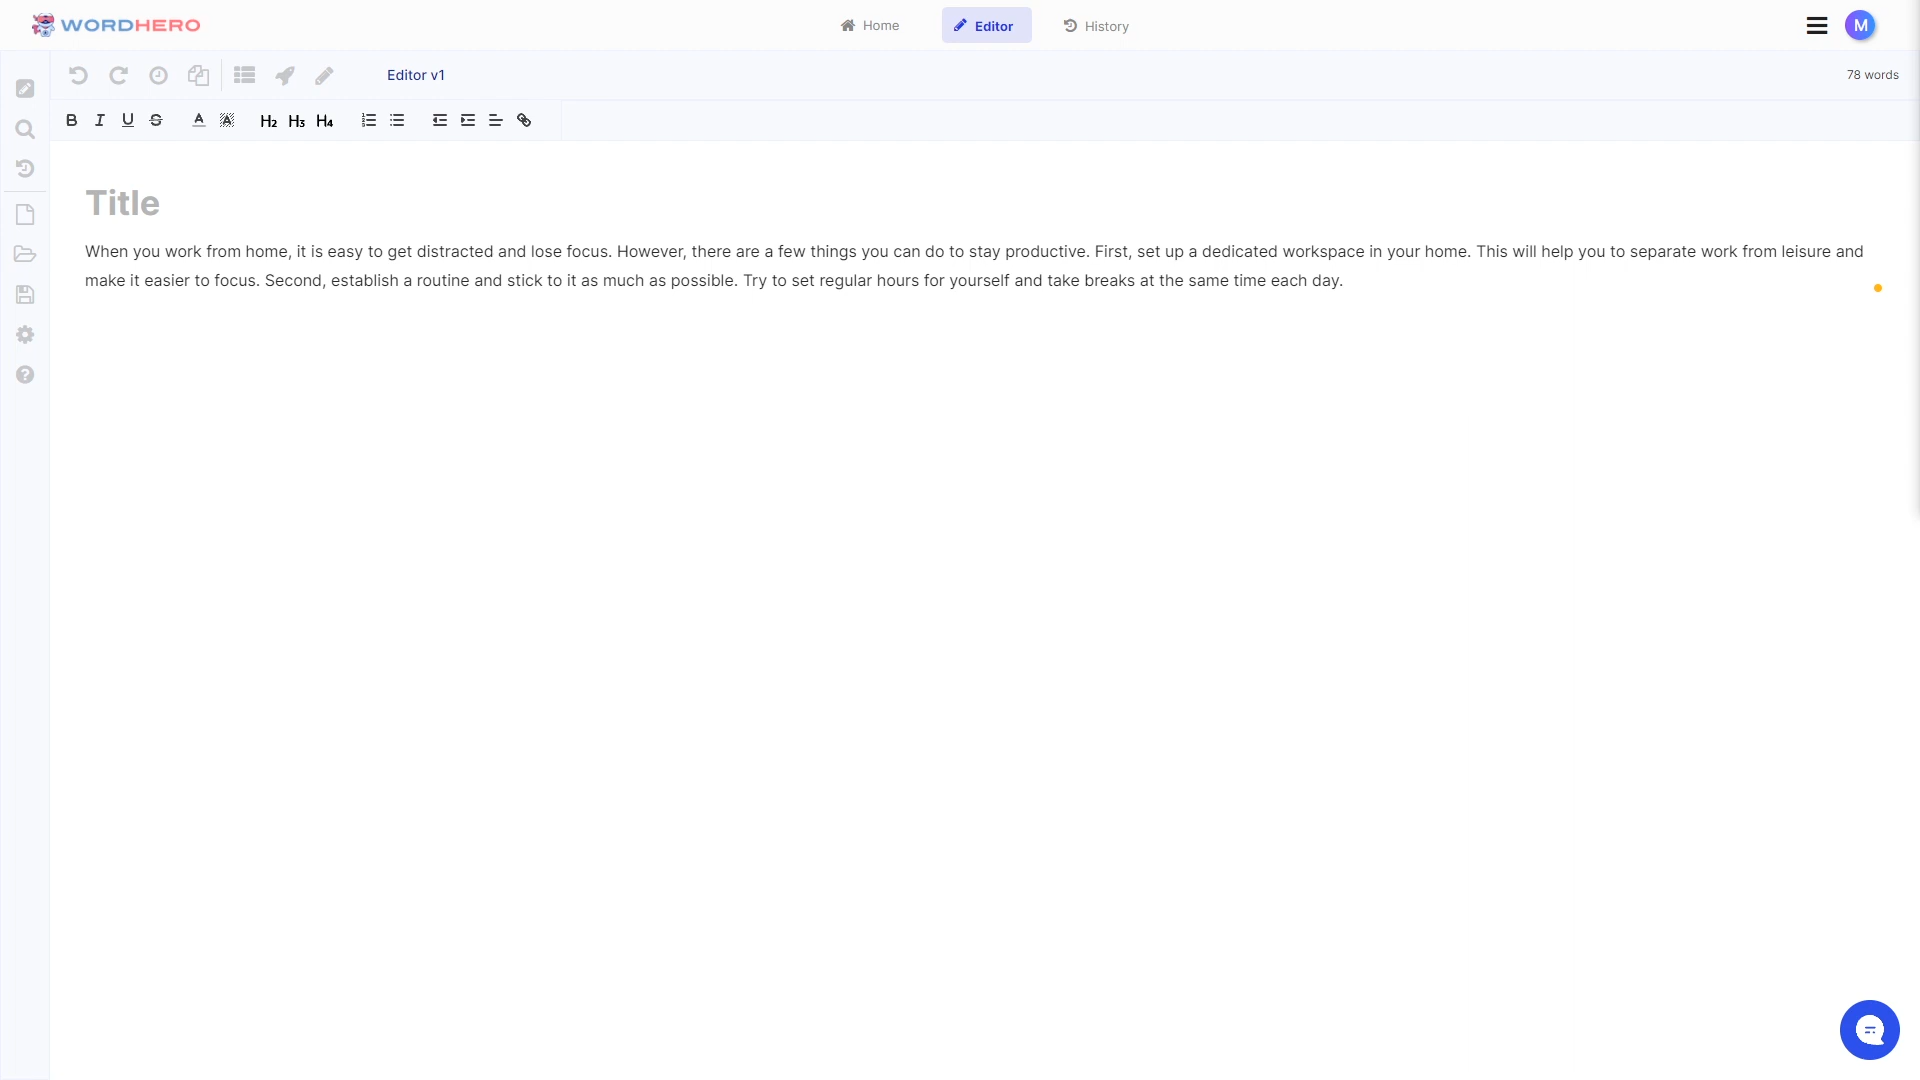 WORDHERO
Home
Editor
History
M
Editor v1
78 words
B I U S A A H2 H3 H4
Title
When you work from home, it is easy to get distracted and lose focus. However, there are a few things you can do to stay productive. First, set up a dedicated workspace in your home. This will help you to separate work from leisure and
make it easier to focus. Second, establish a routine and stick to it as much as possible. Try to set regular hours for yourself and take breaks at the same time each day.